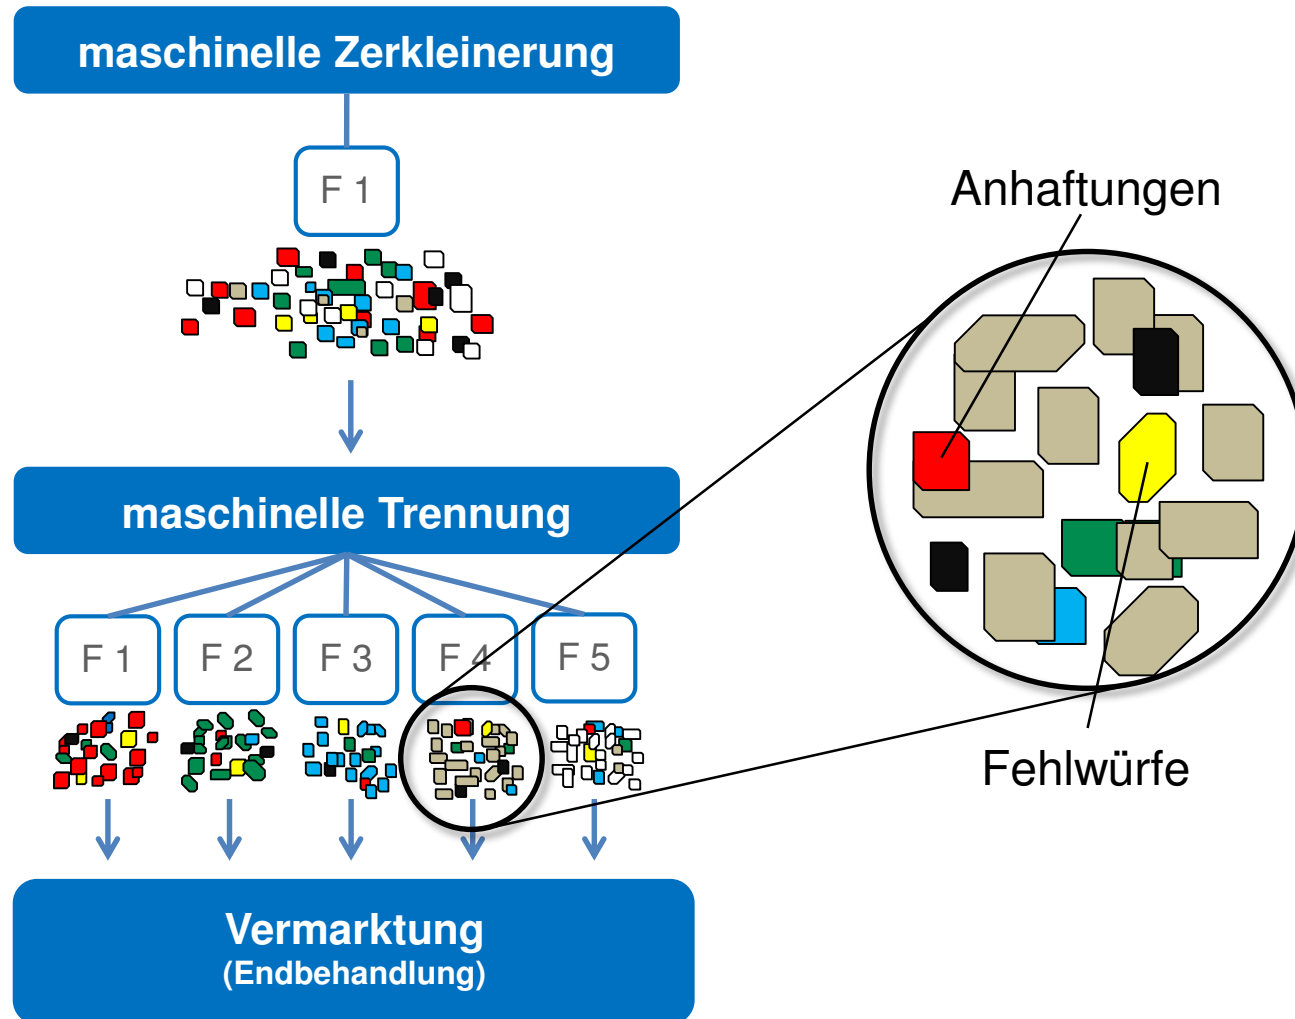 maschinelle Zerkleinerung
F 1
Anhaftungen
maschinelle Trennung
F 1
F 2
F 3
F 4
F 5
Fehlwürfe
Vermarktung
(Endbehandlung)